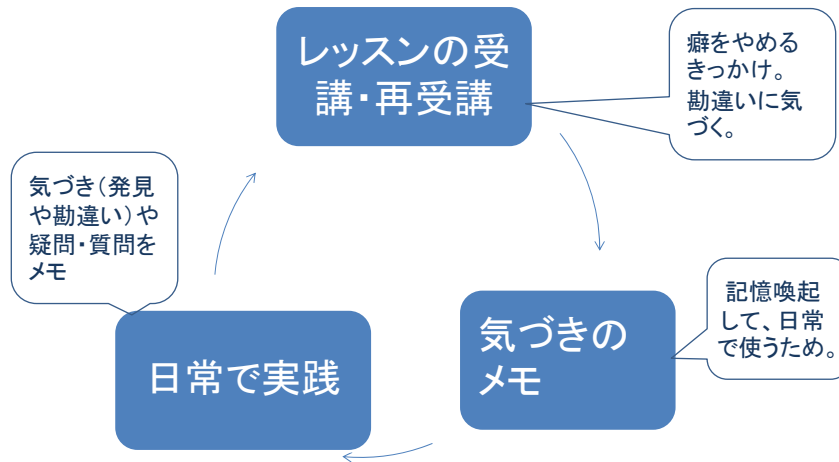 レッスンの受
講・再受講
癖をやめる
きっかけ。
勘違いに気
づく。
気づきの
メモ
記憶喚起
して、日常
で使うため。
日常で実践
気づき（発見
や勘違い）や
疑問・質問を
メモ